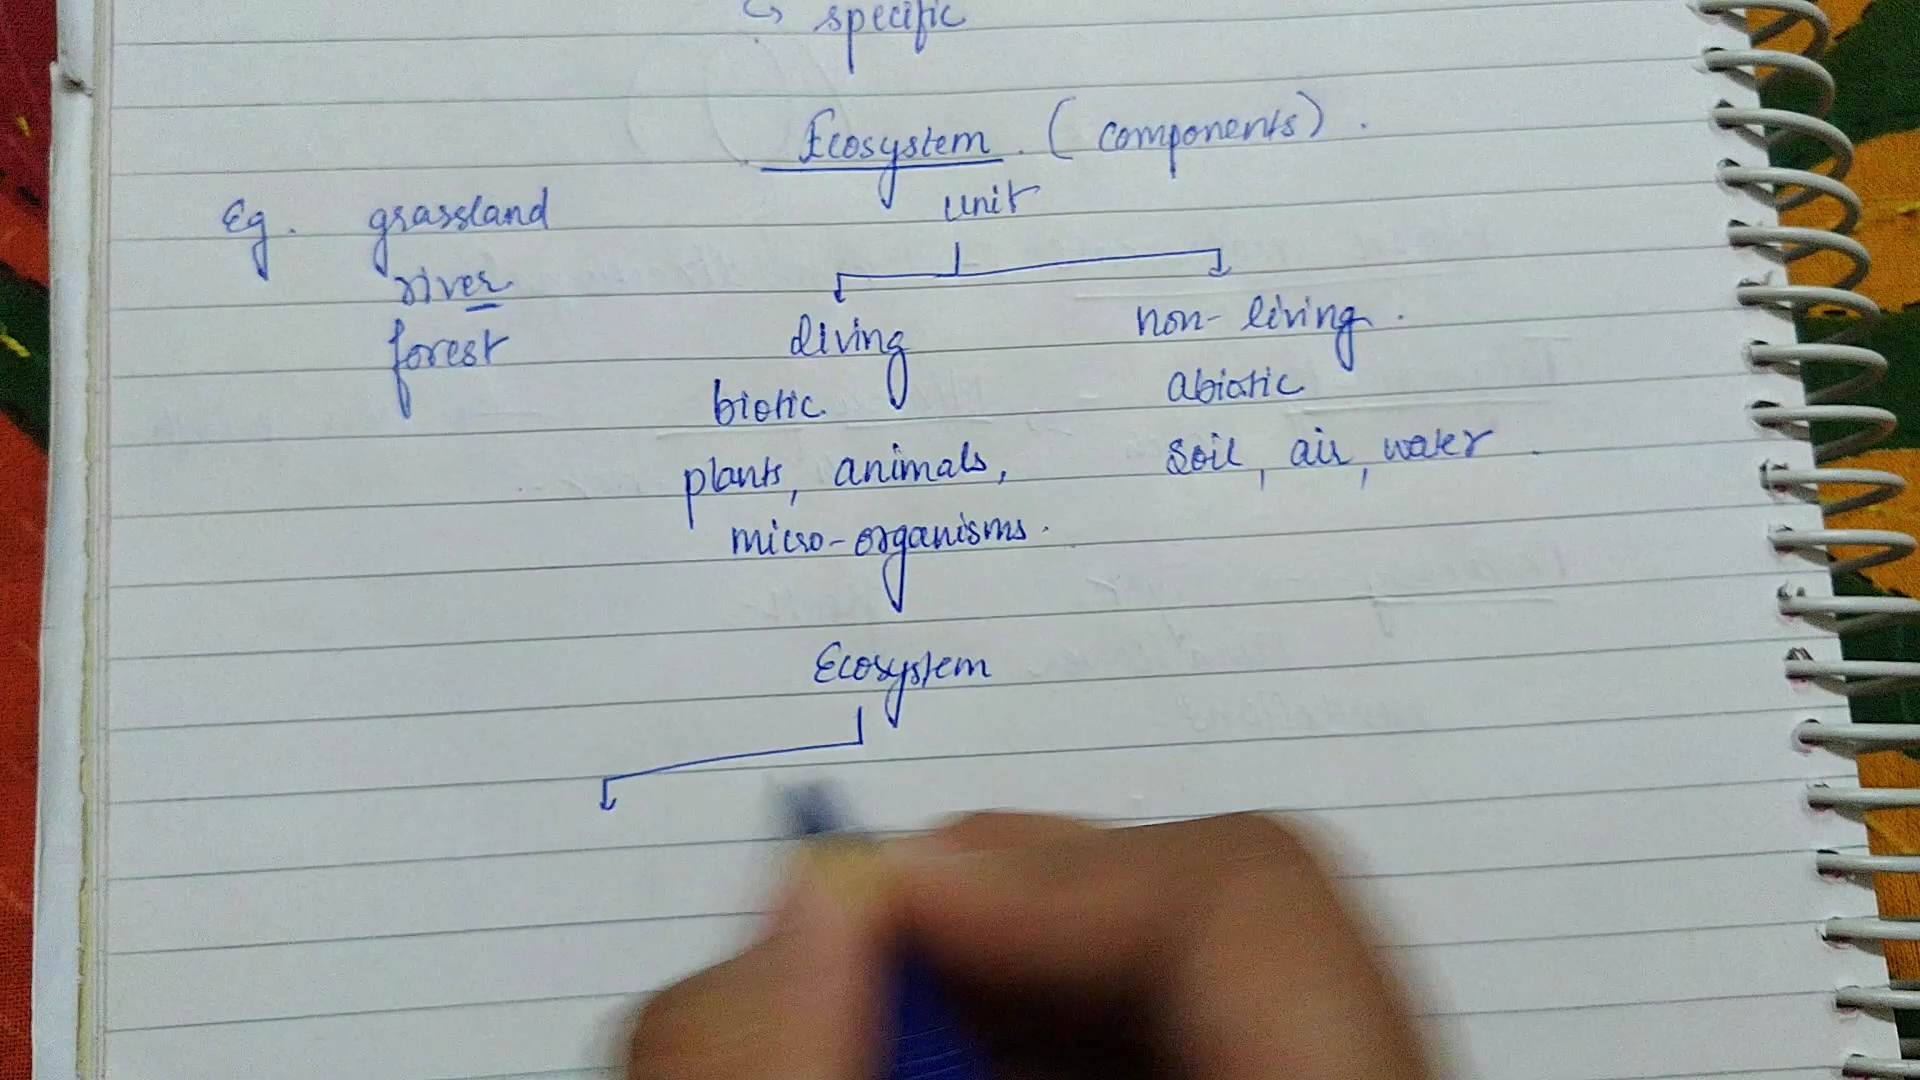 ↳ specific
Ecosystem. (components).
Eg. grassland
unit
river
forest
living
non-living.
biotic.
abiotic
plants, animals,
soil, air, water.
micro-organisms.
Ecosystem